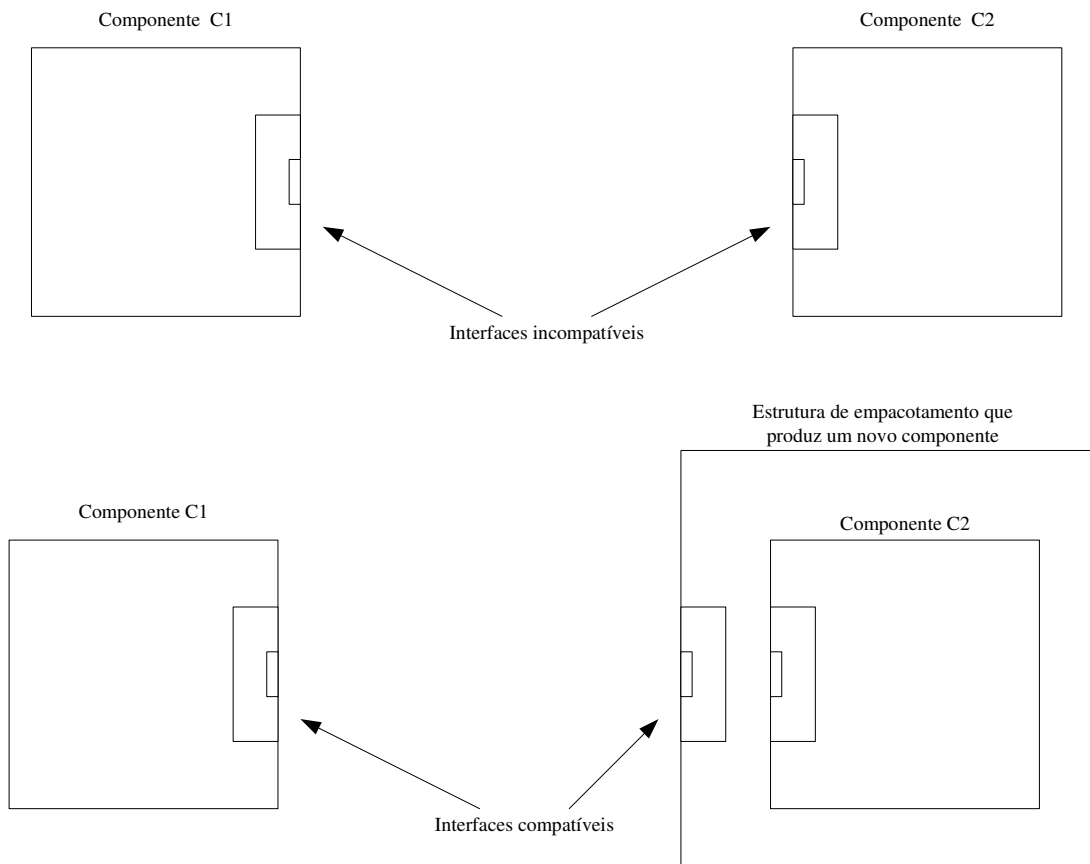 Componente C1
Componente C2
Interfaces incompatíveis
Estrutura de empacotamento que
produz um novo componente
Componente C1
Componente C2
Interfaces compatíveis